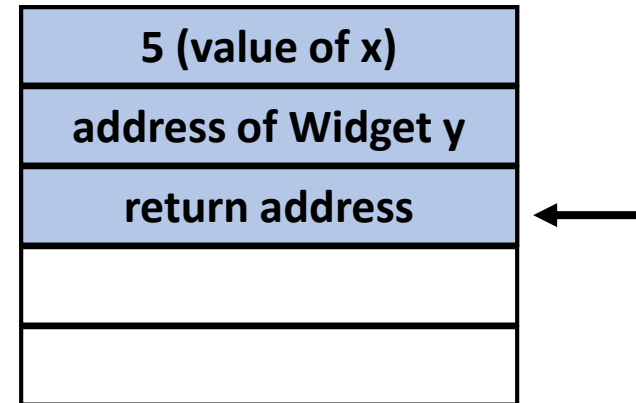 5 (value of x)
address of Widget y
return address